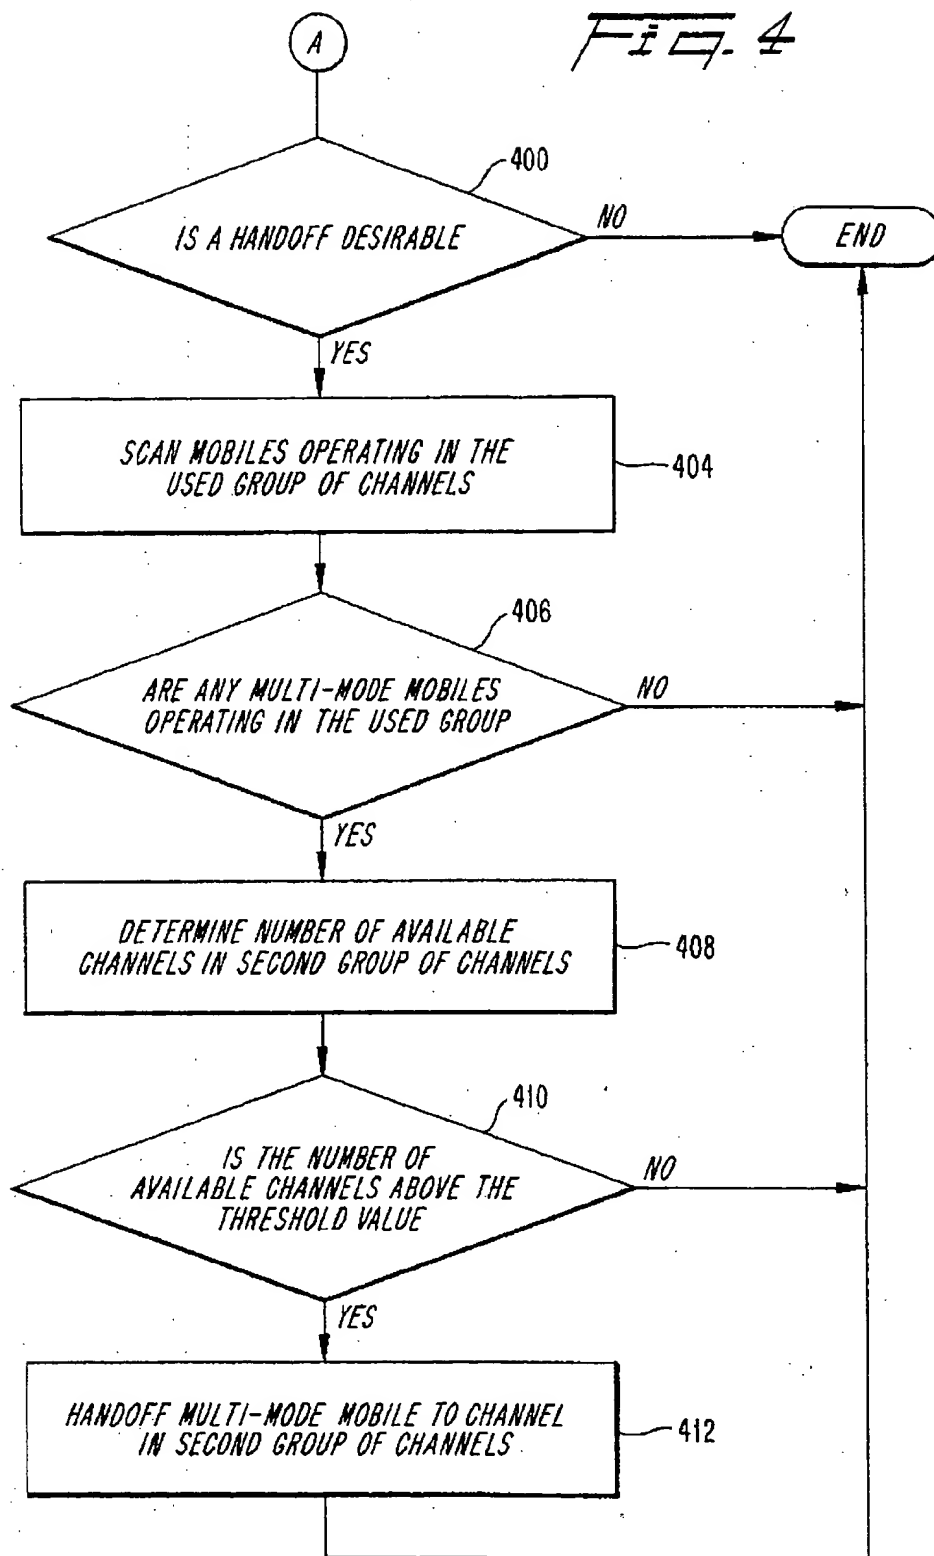 Fig. 4
A
400
IS A HANDOFF DESIRABLE
NO
END
YES
SCAN MOBILES OPERATING IN THE
USED GROUP OF CHANNELS
404
406
ARE ANY MULTI-MODE MOBILES
OPERATING IN THE USED GROUP
NO
YES
DETERMINE NUMBER OF AVAILABLE
CHANNELS IN SECOND GROUP OF CHANNELS
408
410
IS THE NUMBER OF
AVAILABLE CHANNELS ABOVE THE
THRESHOLD VALUE
NO
YES
HANDOFF MULTI-MODE MOBILE TO CHANNEL
IN SECOND GROUP OF CHANNELS
412